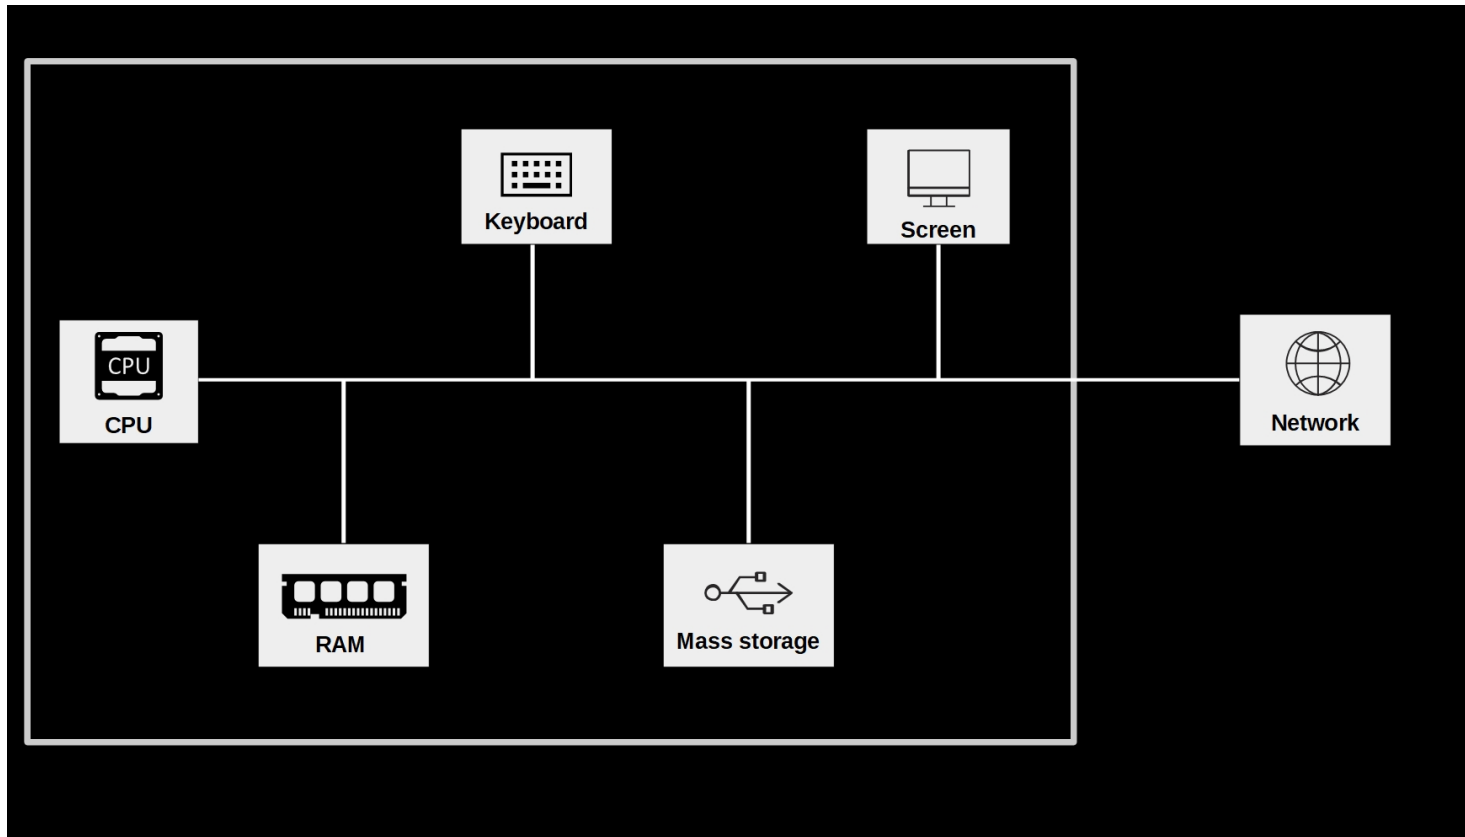 Keyboard
Screen
CPU
CPU
Network
RAM
Mass storage